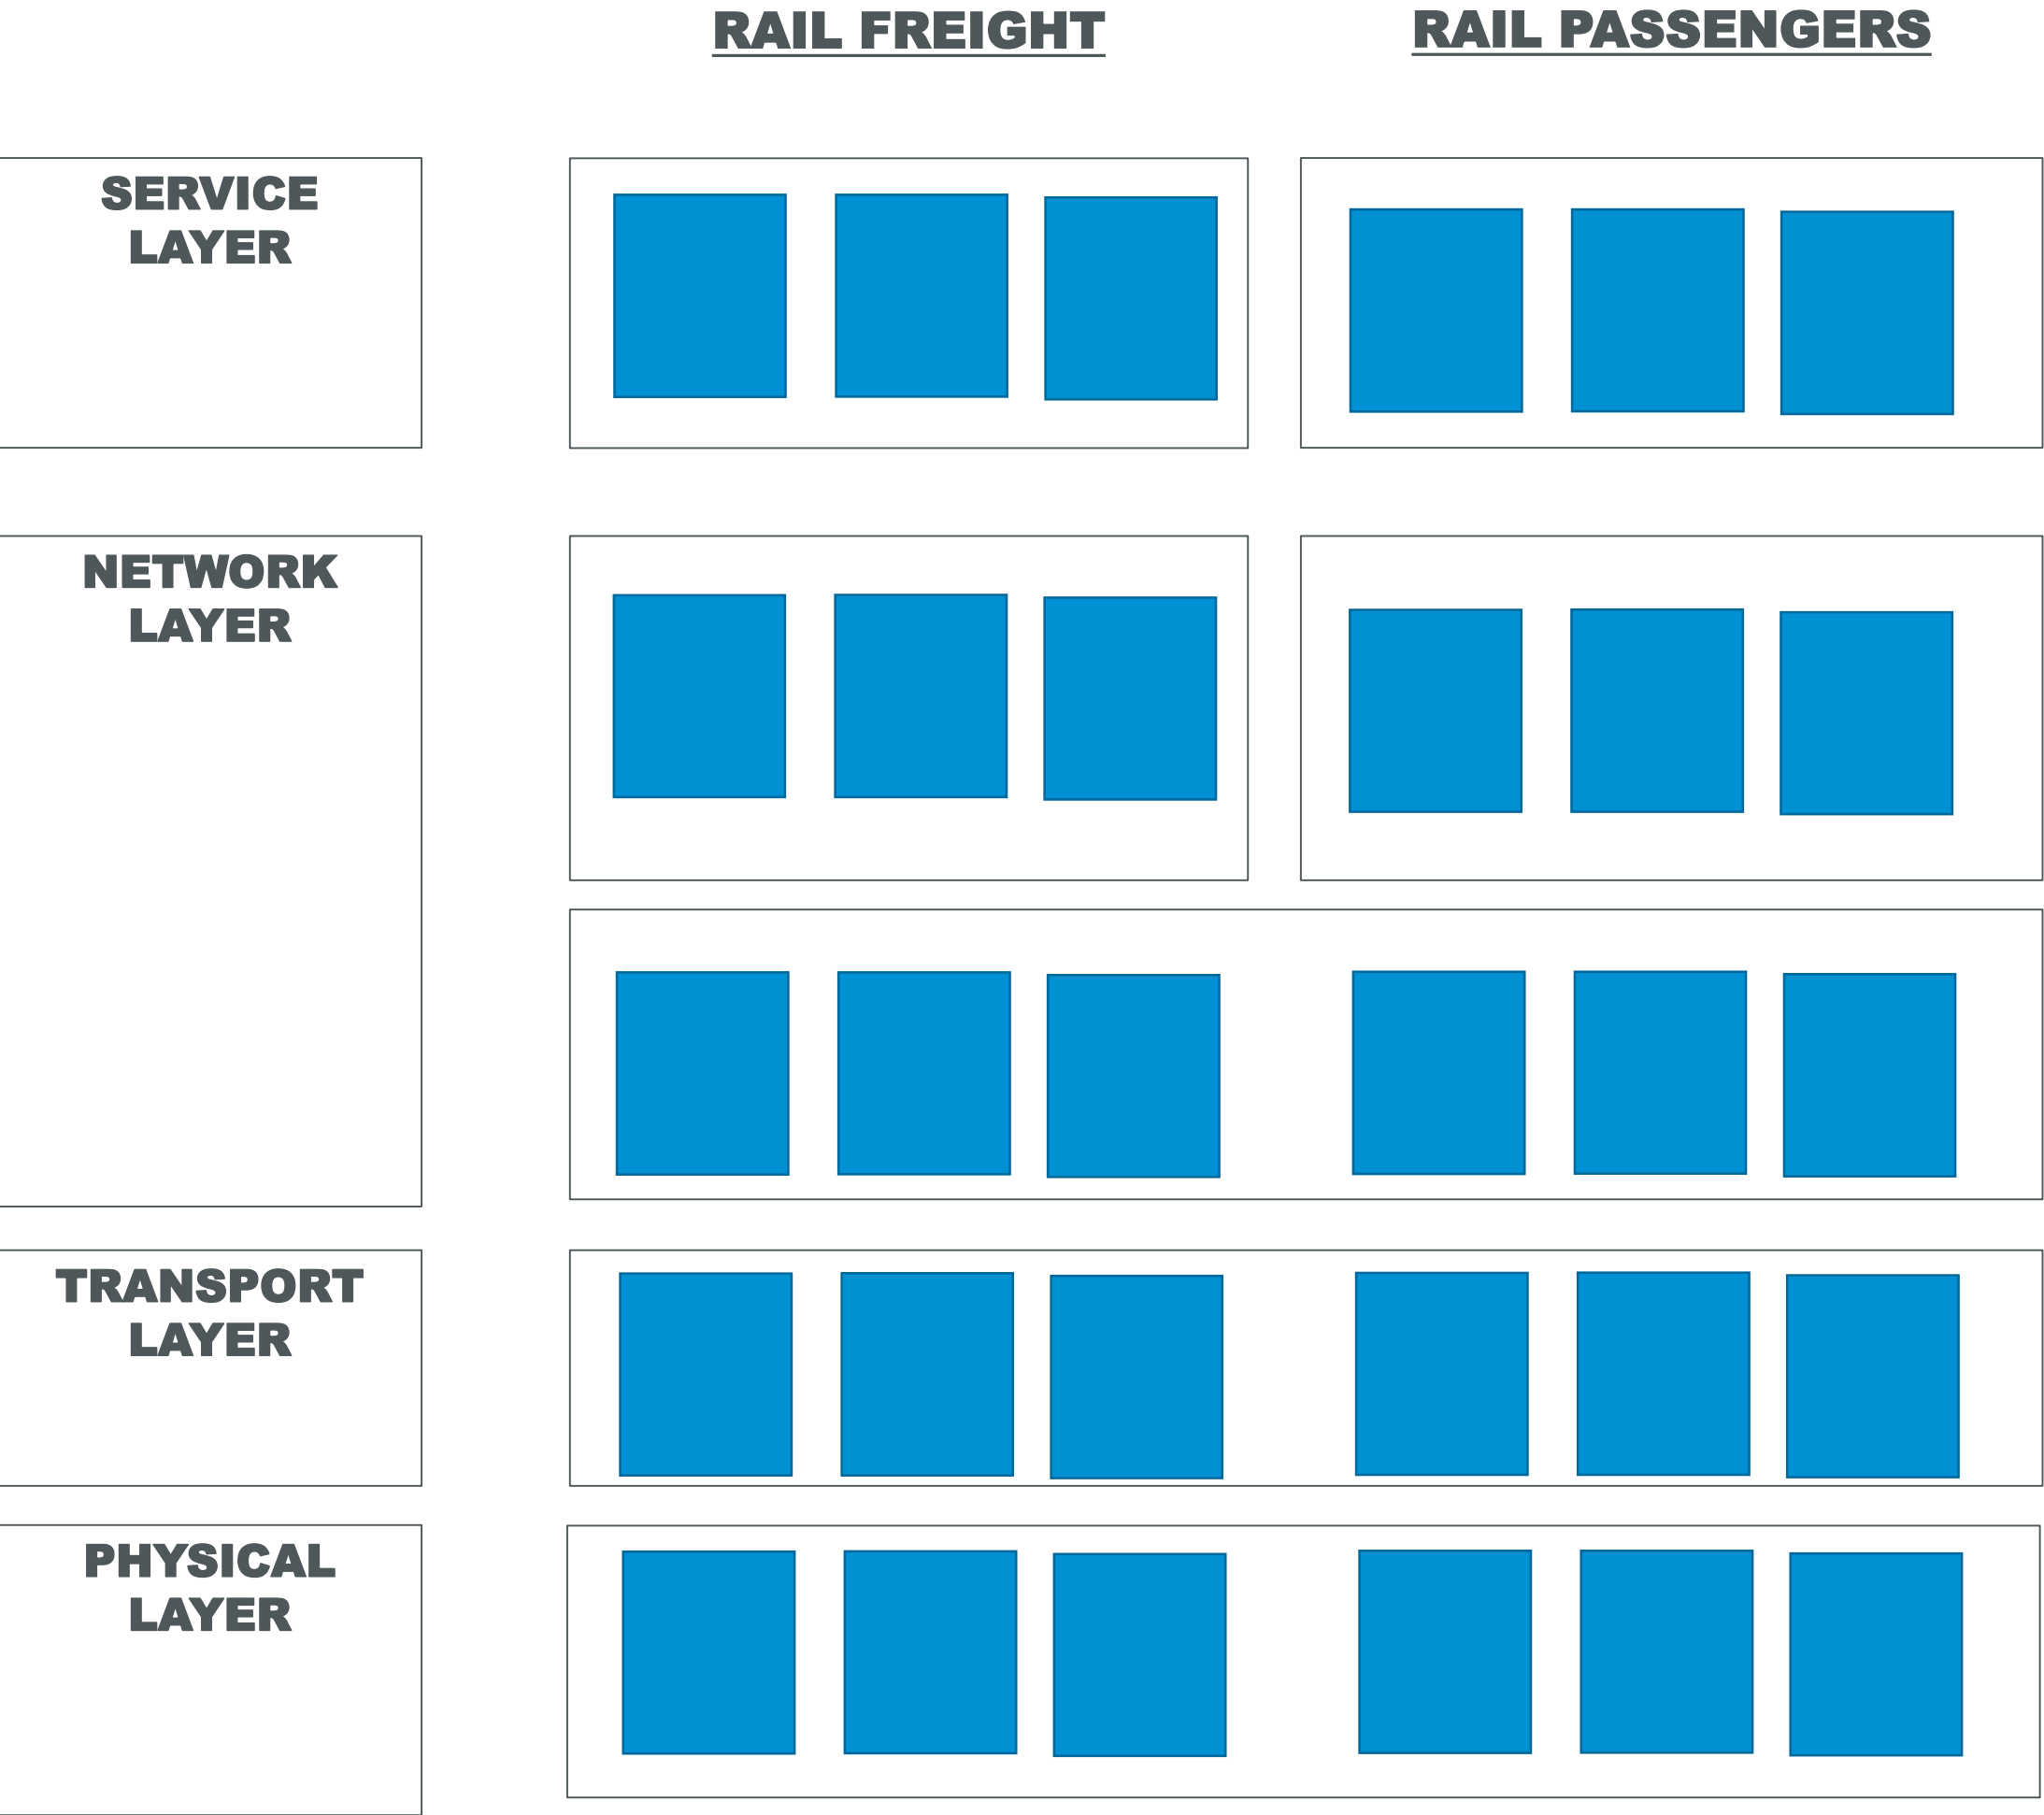 RAIL FREIGHT
RAIL PASSENGERS
SERVICE
LAYER
NETWORK
LAYER
TRANSPORT
LAYER
PHYSICAL
LAYER